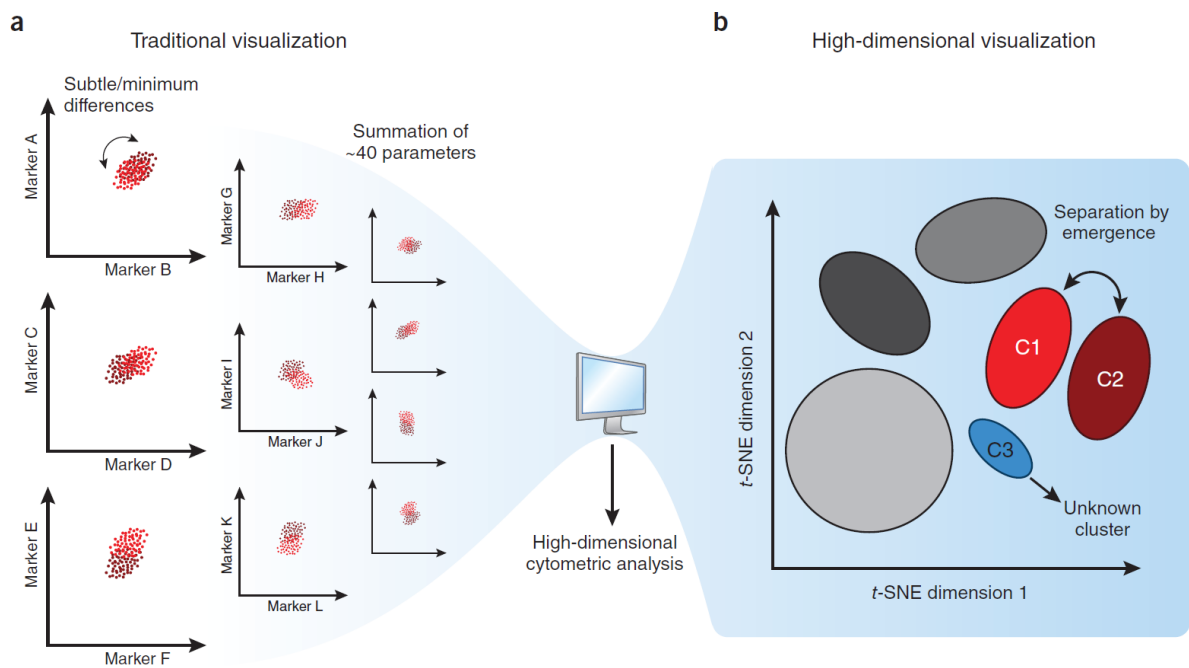 a
Traditional visualization
Subtle/minimum
differences
Marker A
Marker B
Marker C
Marker D
Marker E
Marker F
Marker G
Marker H
Marker I
Marker J
Marker K
Marker L
Summation of
~40 parameters
High-dimensional
cytometric analysis
b
High-dimensional visualization
Separation by
emergence
C1
C2
C3
Unknown
cluster
t-SNE dimension 2
t-SNE dimension 1